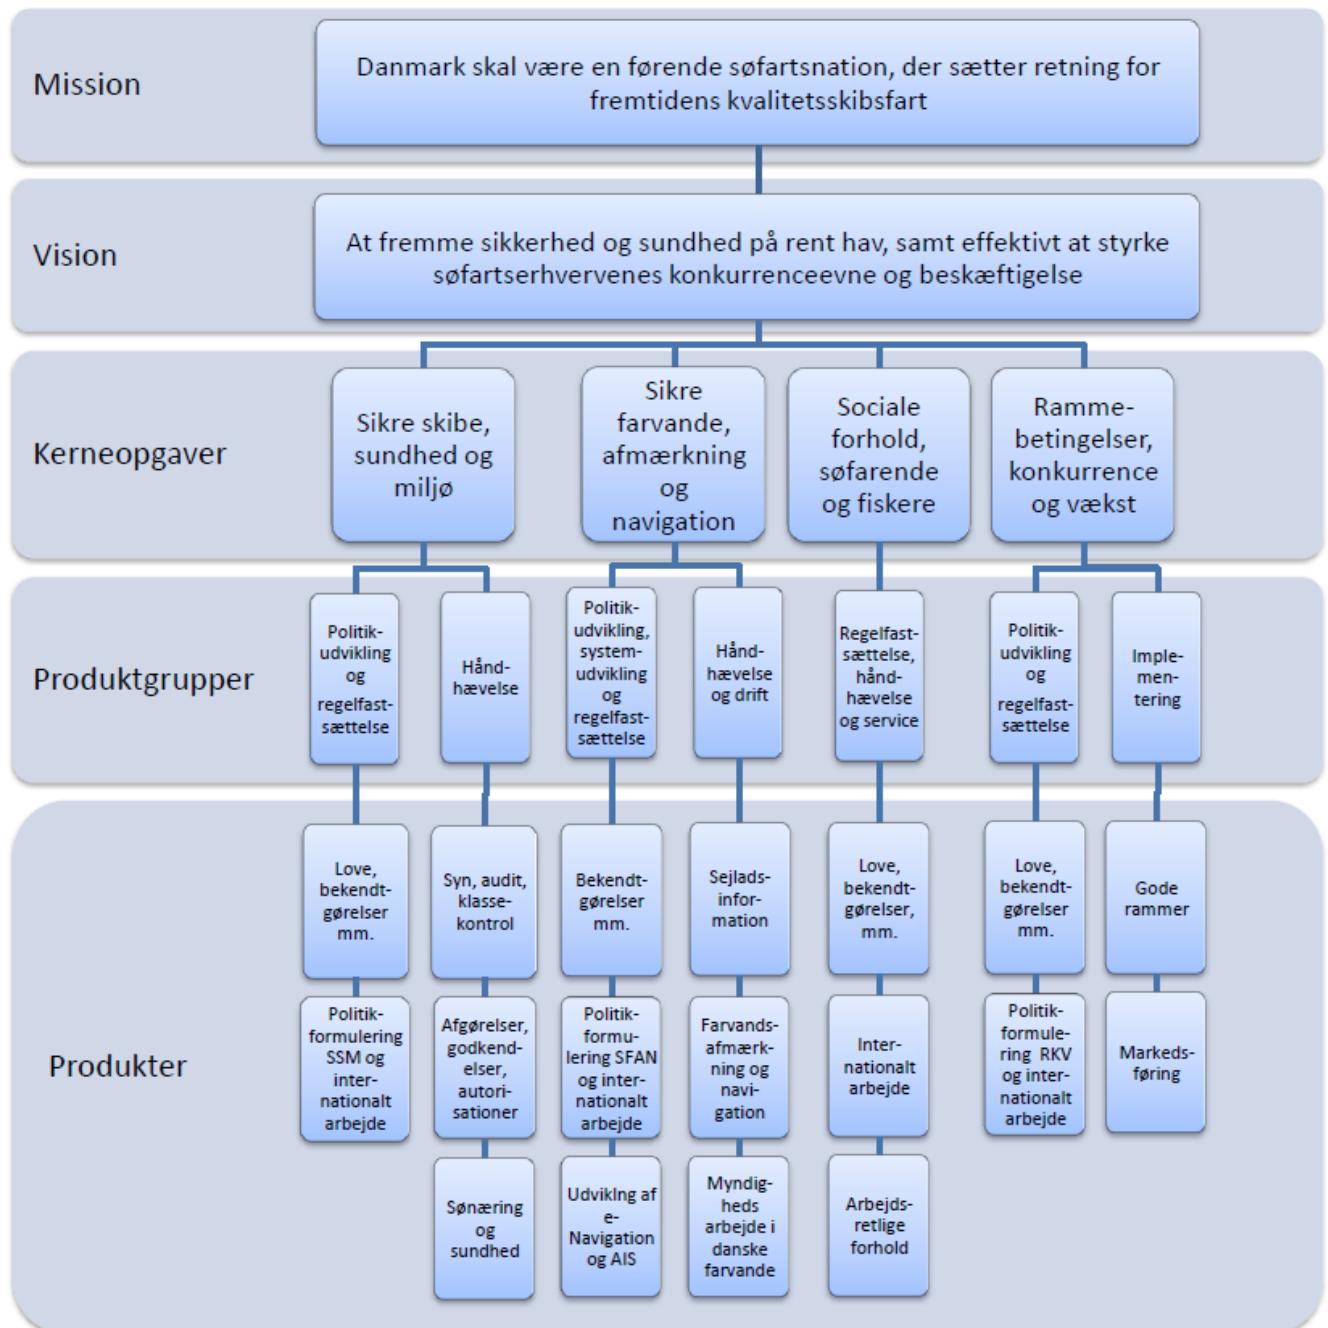 Mission
Danmark skal være en førende søfartsnation, der sætter retning for
fremtidens kvalitetsskibsfart
Vision
At fremme sikkerhed og sundhed på rent hav, samt effektivt at styrke
søfartserhvervenes konkurrenceevne og beskæftigelse
Kerneopgaver
Sikre skibe,
sundhed og
miljø
Sikre
farvande,
afmærkning
og
navigation
Sociale
forhold,
søfarende
og fiskere
Ramme-
betingelser,
konkurrence
og vækst
Produktgrupper
Politik-
udvikling
og
regelfast-
sættelse
Hånd-
hævelse
Politik-
udvikling,
system-
udvikling
og
regelfast-
sættelse
Hånd-
hævelse
og drift
Regelfast-
sættelse,
hånd-
hævelse
og service
Politik-
udvikling
og
regelfast-
sættelse
Imple-
men-
tering
Produkter
Love,
bekendt-
gørelser
mm.
Syn, audit,
klasse-
kontrol
Bekendt-
gørelser
mm.
Sejlads-
infor-
mation
Love,
bekendt-
gørelser,
mm.
Love,
bekendt-
gørelser
mm.
Gode
rammer
Politik-
formulering
SSM og
inter-
nationalt
arbejde
Afgørelser,
godkend-
elser,
autori-
sationer
Politik-
formu-
lering SFAN
og inter-
nationalt
arbejde
Farvands-
afmærk-
ning og
navi-
gation
Inter-
nationalt
arbejde
Politik-
formule-
ring RKV
og inter-
nationalt
arbejde
Markeds-
føring
Sønæring
og
sundhed
Udviklng af
e-
Navigation
og AIS
Myndig-
heds
arbejde i
danske
farvande
Arbejds-
retlige
forhold